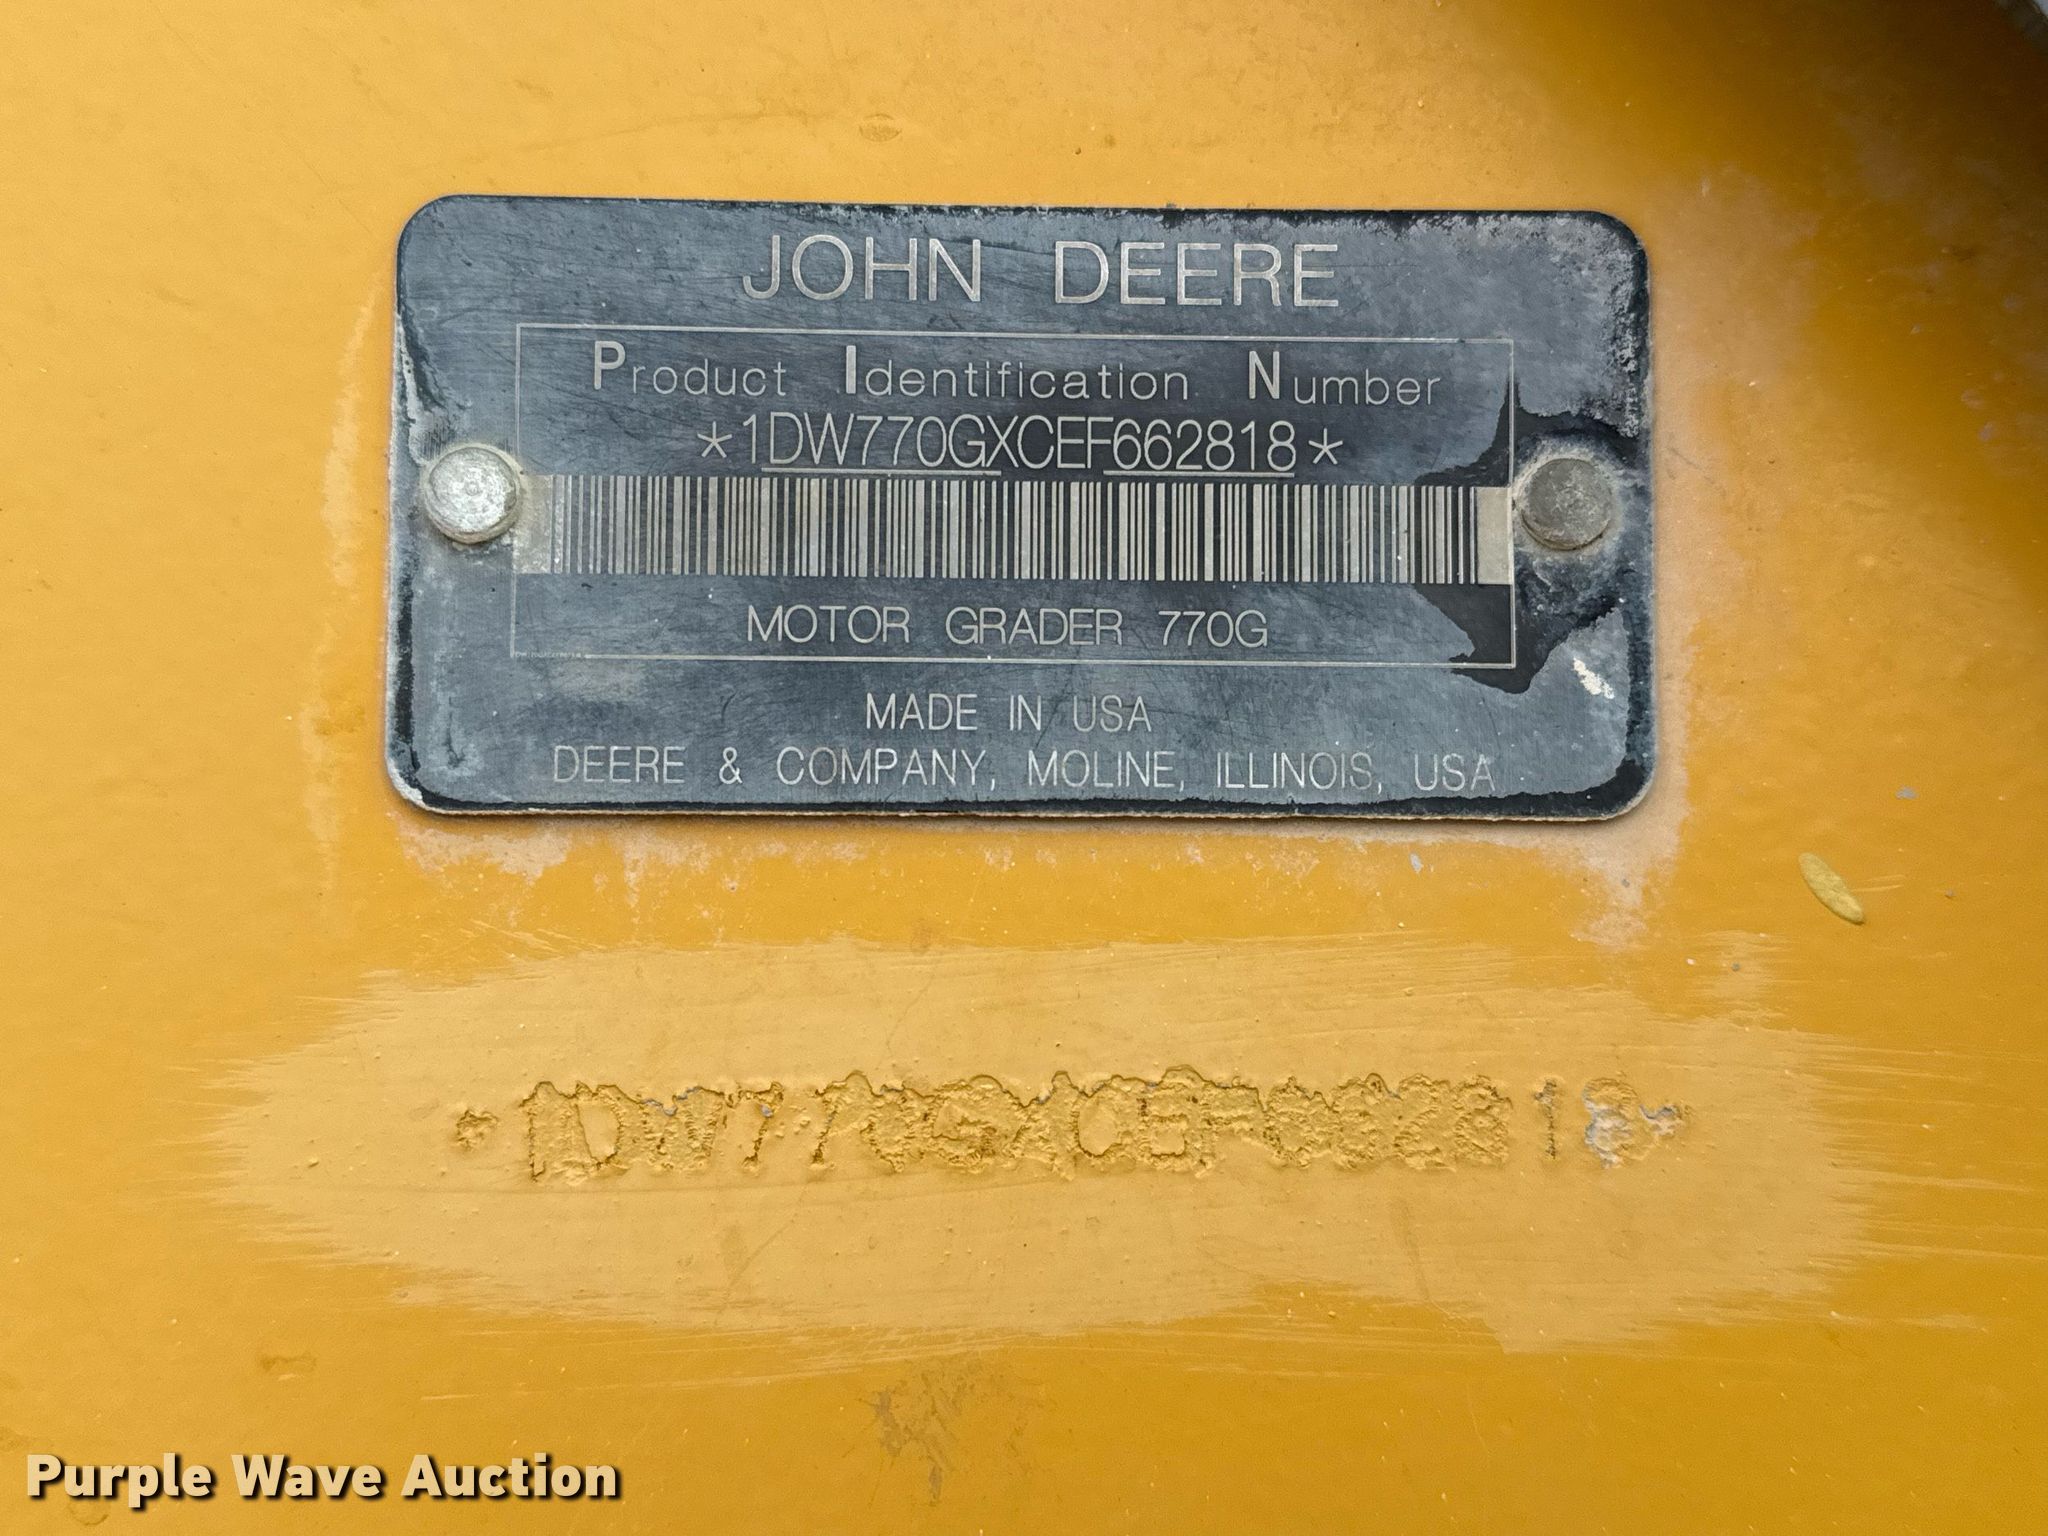 JOHN DEERE
Product Identification Number
*1DW770GXCEF662818*
MOTOR GRADER 770G
MADE IN USA
DEERE & COMPANY, MOLINE, ILLINOIS, USA
*1DW770GXCEF662818*
Purple Wave Auction